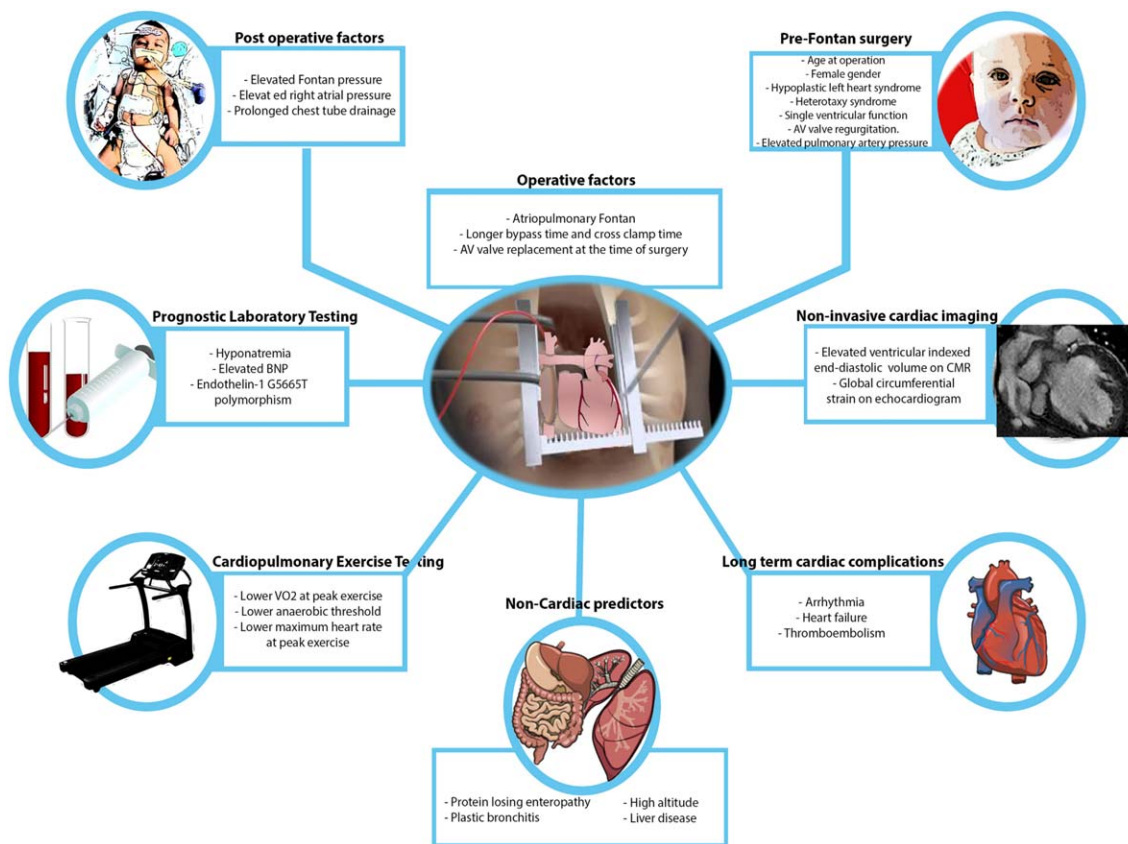 Post operative factors
- Elevated Fontan pressure
- Elevat ed right atrial pressure
- Prolonged chest tube drainage
Pre-Fontan surgery
- Age at operation
- Female gender
- Hypoplastic left heart syndrome
- Heterotaxy syndrome
- Single ventricular function
- AV valve regurgitation.
- Elevated pulmonary artery pressure
Operative factors
- Atriopulmonary Fontan
- Longer bypass time and cross clamp time
- AV valve replacement at the time of surgery
Prognostic Laboratory Testing
- Hyponatremia
- Elevated BNP
- Endothelin-1 G5665T
polymorphism
Non-invasive cardiac imaging
- Elevated ventricular indexed
end-diastolic volume on CMR
- Global circumferential
strain on echocardiogram
Cardiopulmonary Exercise Testing
- Lower VO2 at peak exercise
- Lower anaerobic threshold
- Lower maximum heart rate
at peak exercise
Non-Cardiac predictors
- Protein losing enteropathy
- Plastic bronchitis
- High altitude
- Liver disease
Long term cardiac complications
- Arrhythmia
- Heart failure
- Thromboembolism